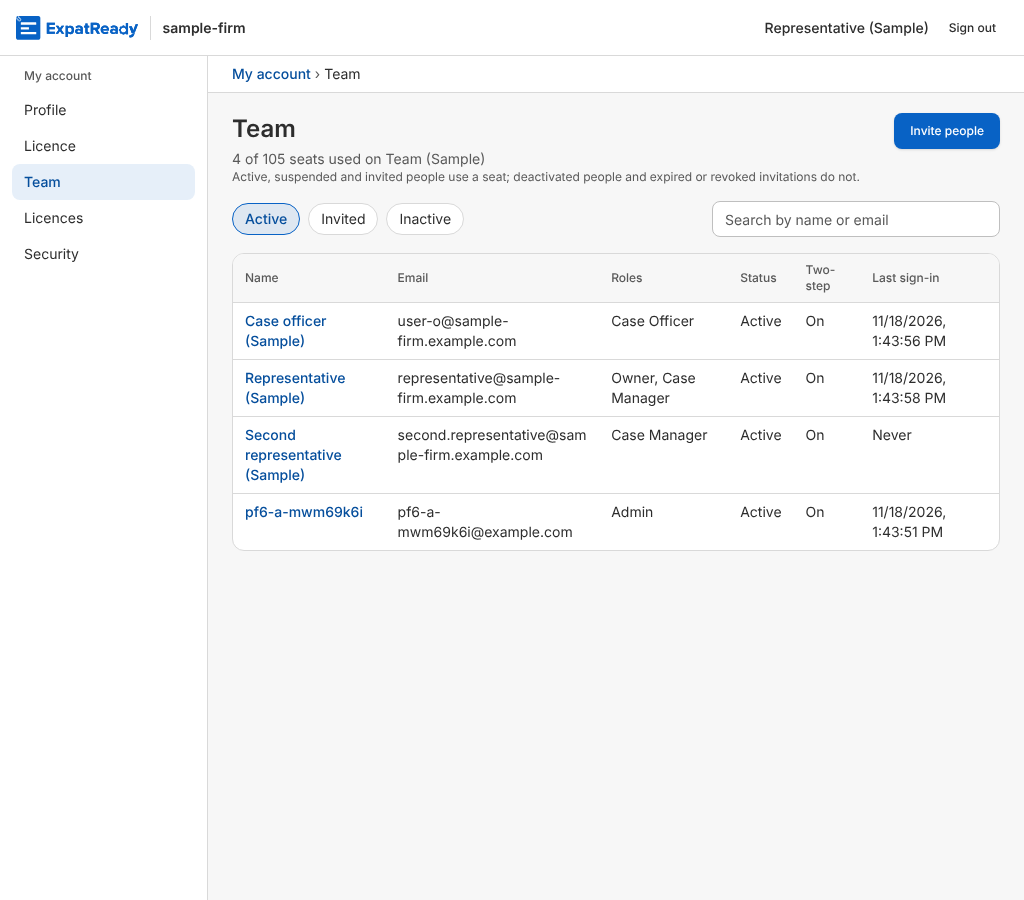 ExpatReady
sample-firm
Representative (Sample)
Sign out
My account
Profile
Licence
Team
Licences
Security
My account › Team
Team
Invite people
4 of 105 seats used on Team (Sample)
Active, suspended and invited people use a seat; deactivated people and expired or revoked invitations do not.
Active
Invited
Inactive
Search by name or email
Name
Email
Roles
Status
Two-
step
Last sign-in
Case officer
(Sample)
user-o@sample-
firm.example.com
Case Officer
Active
On
11/18/2026,
1:43:56 PM
Representative
(Sample)
representative@sample-
firm.example.com
Owner, Case
Manager
Active
On
11/18/2026,
1:43:58 PM
Second
representative
(Sample)
second.representative@sam
ple-firm.example.com
Case Manager
Active
On
Never
pf6-a-mwm69k6i
pf6-a-
mwm69k6i@example.com
Admin
Active
On
11/18/2026,
1:43:51 PM